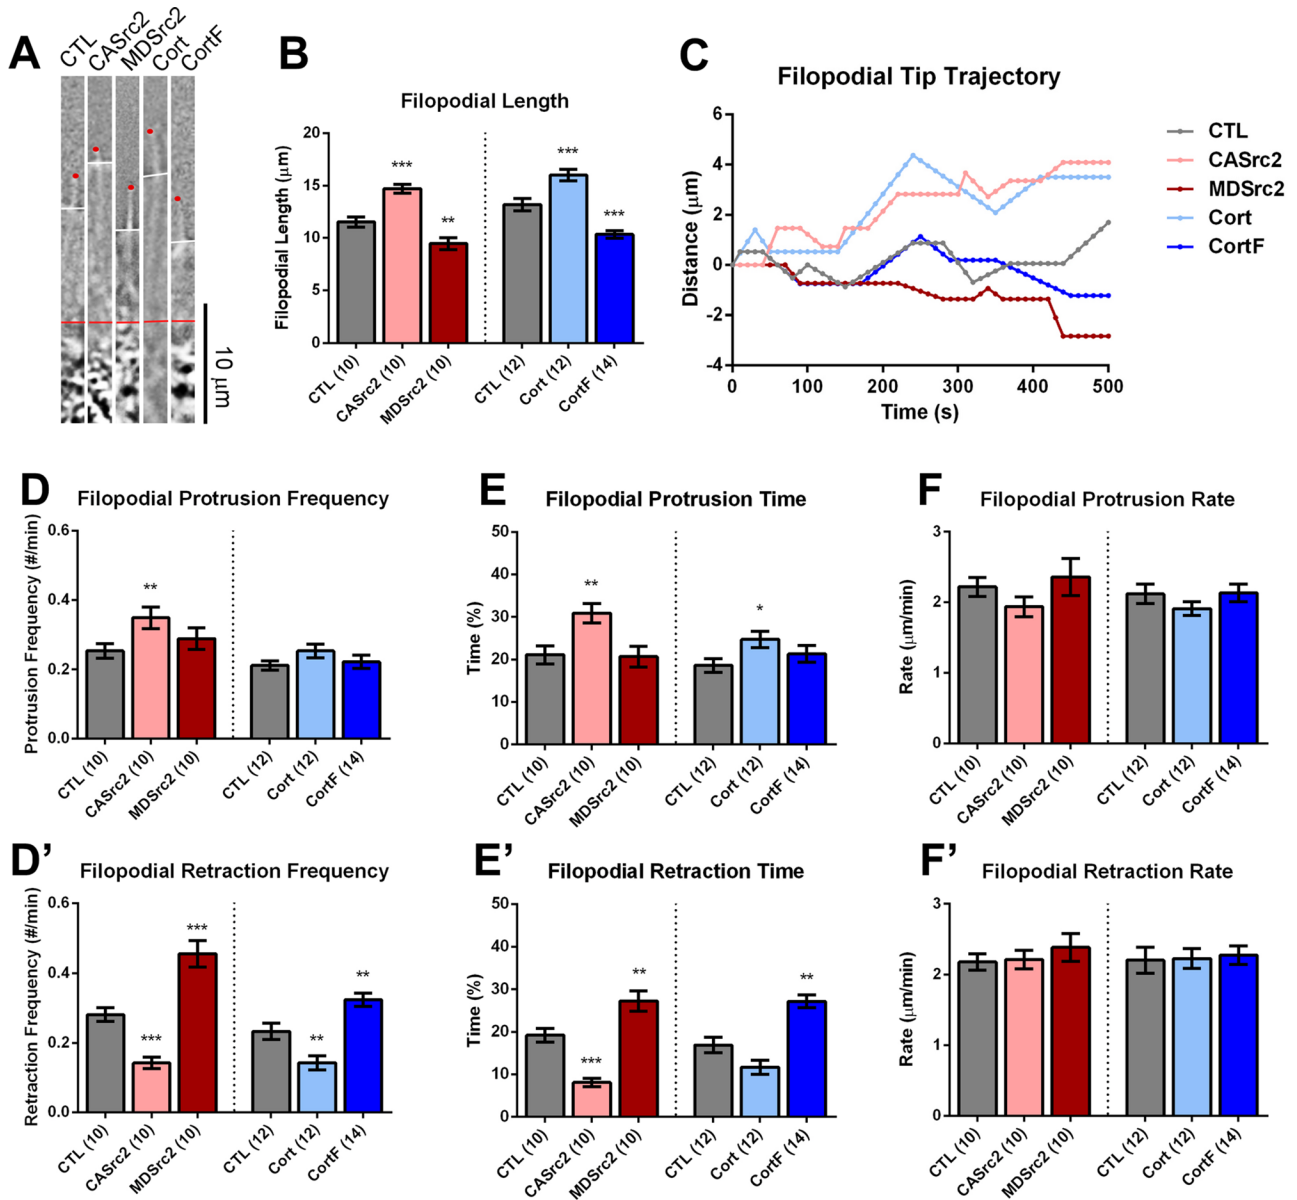 A
CTL
CASrc2
MDSrc2
Cort
CortF
10 μm
B
Filopodial Length
Filopodial Length (μm)
20
15
10
5
0
***
**
***
***
CTL (10)
CASrc2 (10)
MDSrc2 (10)
CTL (12)
Cort (12)
CortF (14)
C
Filopodial Tip Trajectory
Distance (μm)
6
4
2
0
-2
-4
0
100
200
300
400
500
Time (s)
CTL
CASrc2
MDSrc2
Cort
CortF
D
Filopodial Protrusion Frequency
Protrusion Frequency (#/min)
0.6
0.4
0.2
0.0
**
CTL (10)
CASrc2 (10)
MDSrc2 (10)
CTL (12)
Cort (12)
CortF (14)
E
Filopodial Protrusion Time
Time (%)
50
40
30
20
10
0
**
*
CTL (10)
CASrc2 (10)
MDSrc2 (10)
CTL (12)
Cort (12)
CortF (14)
F
Filopodial Protrusion Rate
Rate (μm/min)
3
2
1
0
CTL (10)
CASrc2 (10)
MDSrc2 (10)
CTL (12)
Cort (12)
CortF (14)
D'
Filopodial Retraction Frequency
Retraction Frequency (#/min)
0.6
0.4
0.2
0.0
***
***
**
**
CTL (10)
CASrc2 (10)
MDSrc2 (10)
CTL (12)
Cort (12)
CortF (14)
E'
Filopodial Retraction Time
Time (%)
50
40
30
20
10
0
***
**
**
CTL (10)
CASrc2 (10)
MDSrc2 (10)
CTL (12)
Cort (12)
CortF (14)
F'
Filopodial Retraction Rate
Rate (μm/min)
3
2
1
0
CTL (10)
CASrc2 (10)
MDSrc2 (10)
CTL (12)
Cort (12)
CortF (14)